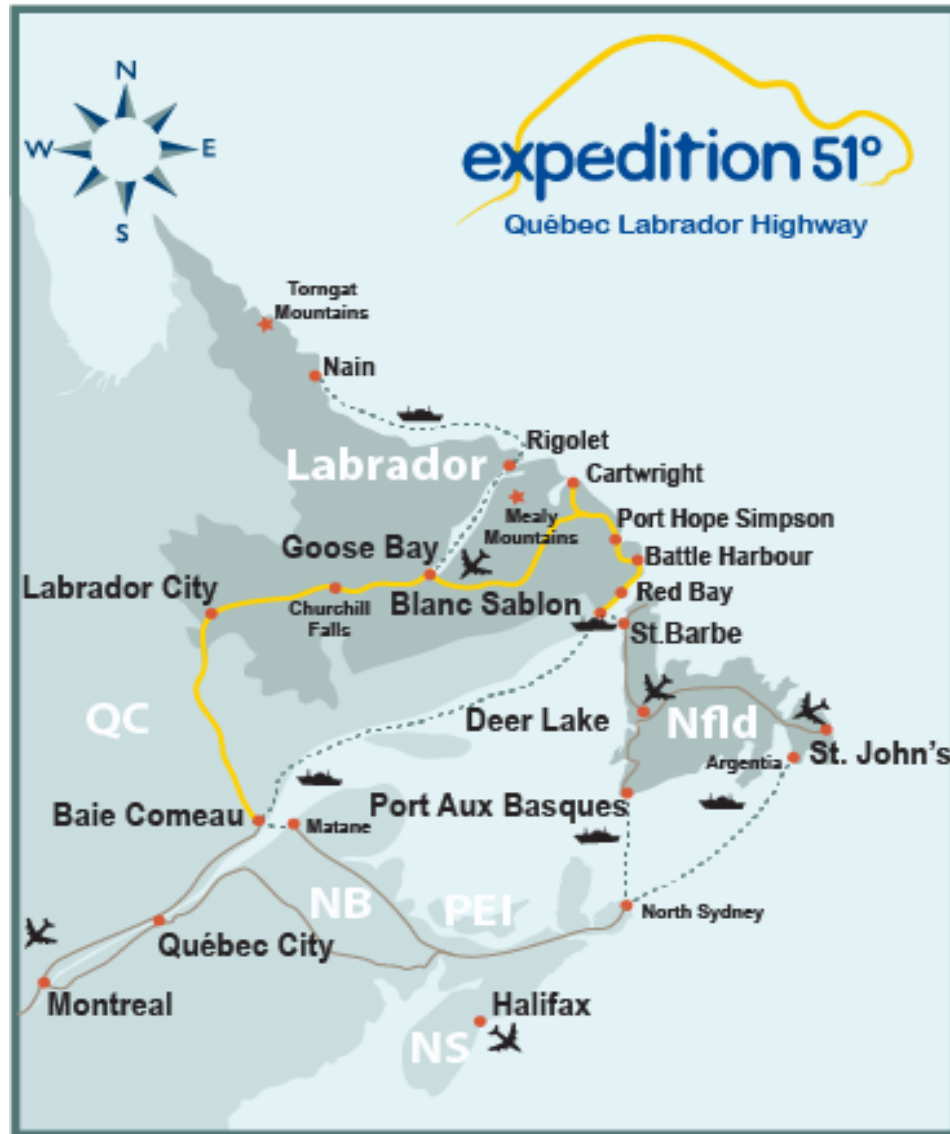 N
W
E
S
expedition 51º
Québec Labrador Highway
Torngat
Mountains
Nain
Labrador
Rigolet
Cartwright
Mealy
Mountains
Port Hope Simpson
Goose Bay
Battle Harbour
Labrador City
Churchill
Falls
Blanc Sablon
Red Bay
St.Barbe
QC
Deer Lake
Nfld
Argentia
St. John's
Baie Comeau
Matane
Port Aux Basques
NB
PEI
North Sydney
Québec City
Montreal
Halifax
NS